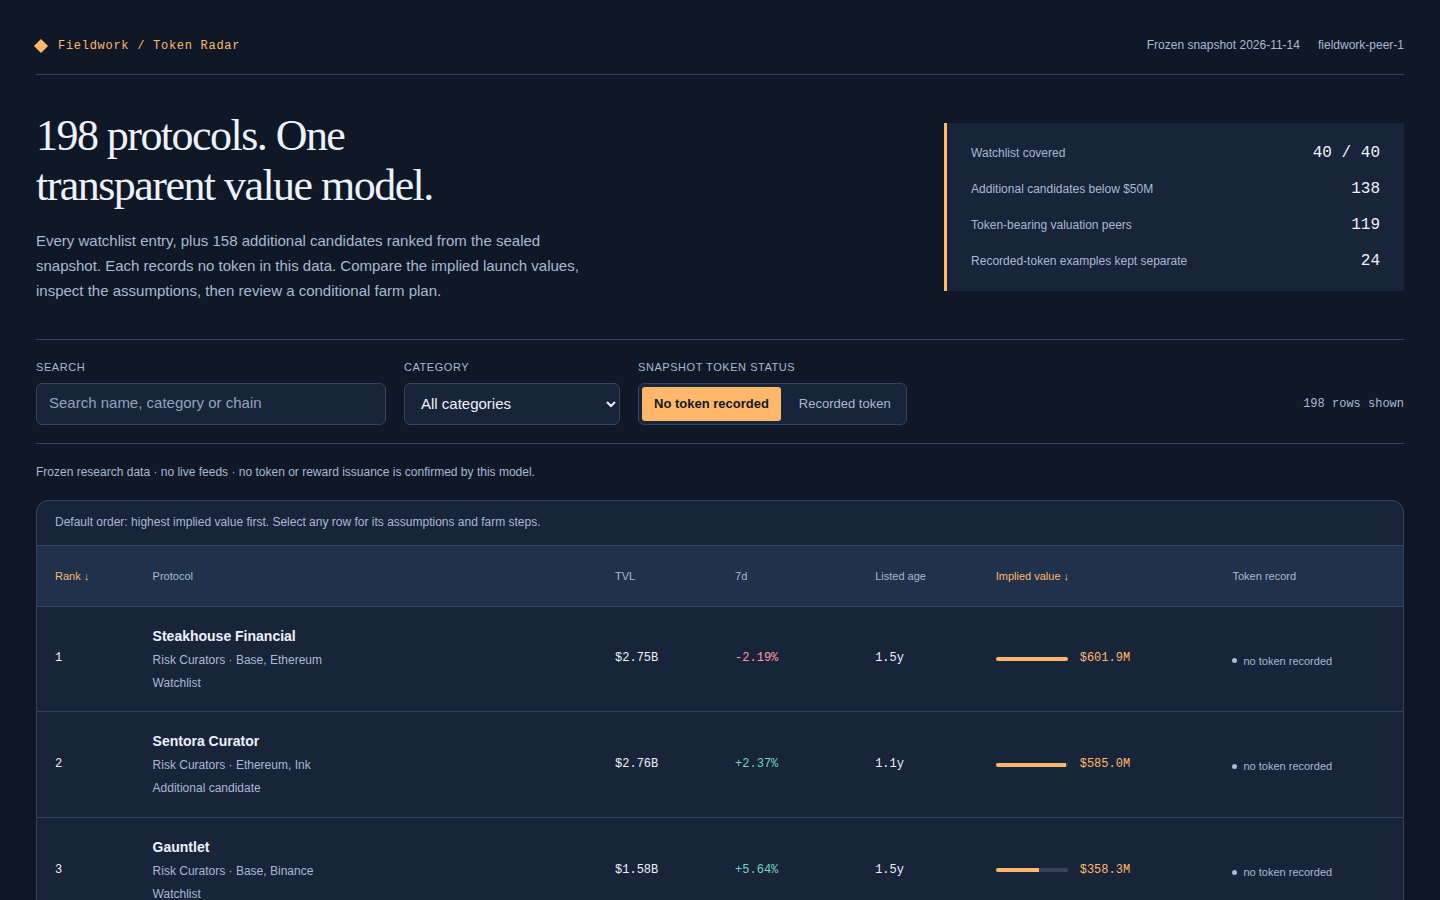 Fieldwork / Token Radar
Frozen snapshot 2026-11-14 fieldwork-peer-1
198 protocols. One
transparent value model.
Every watchlist entry, plus 158 additional candidates ranked from the sealed
snapshot. Each records no token in this data. Compare the implied launch values,
inspect the assumptions, then review a conditional farm plan.
Watchlist covered 40 / 40
Additional candidates below $50M 138
Token-bearing valuation peers 119
Recorded-token examples kept separate 24
SEARCH CATEGORY SNAPSHOT TOKEN STATUS
Search name, category or chain All categories No token recorded Recorded token 198 rows shown
Frozen research data · no live feeds · no token or reward issuance is confirmed by this model.
Default order: highest implied value first. Select any row for its assumptions and farm steps.
Rank ↓ Protocol TVL 7d Listed age Implied value ↓ Token record
Steakhouse Financial
1 Risk Curators · Base, Ethereum $2.75B -2.19% 1.5y $601.9M no token recorded
Watchlist
Sentora Curator
2 Risk Curators · Ethereum, Ink $2.76B +2.37% 1.1y $585.0M no token recorded
Additional candidate
Gauntlet
3 Risk Curators · Base, Binance $1.58B +5.64% 1.5y $358.3M no token recorded
Watchlist